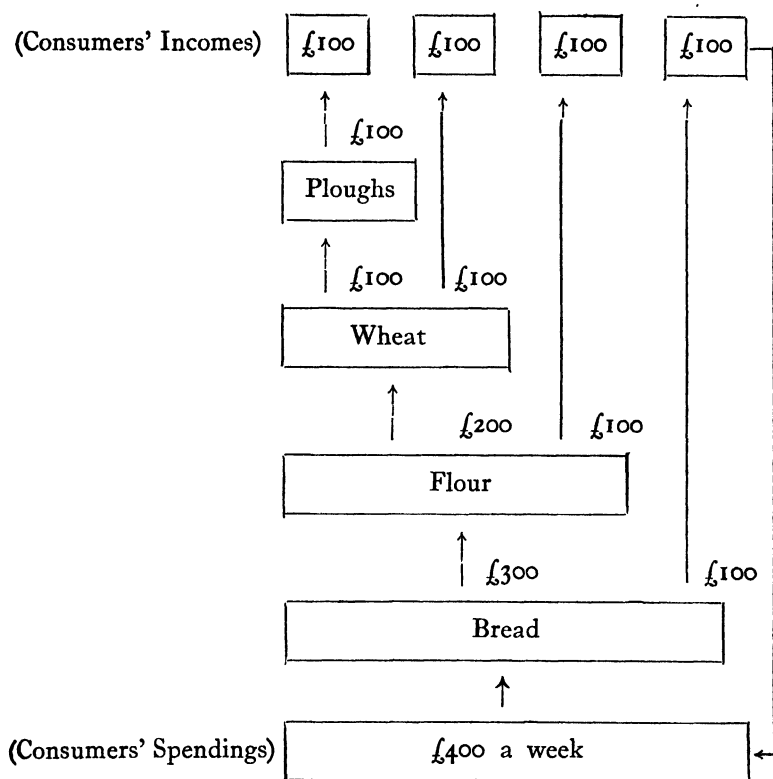 (Consumers' Incomes) £100 £100 £100 £100
£100
Ploughs
£100 £100
Wheat
£200 £100
Flour
£300 £100
Bread
(Consumers' Spendings) £400 a week